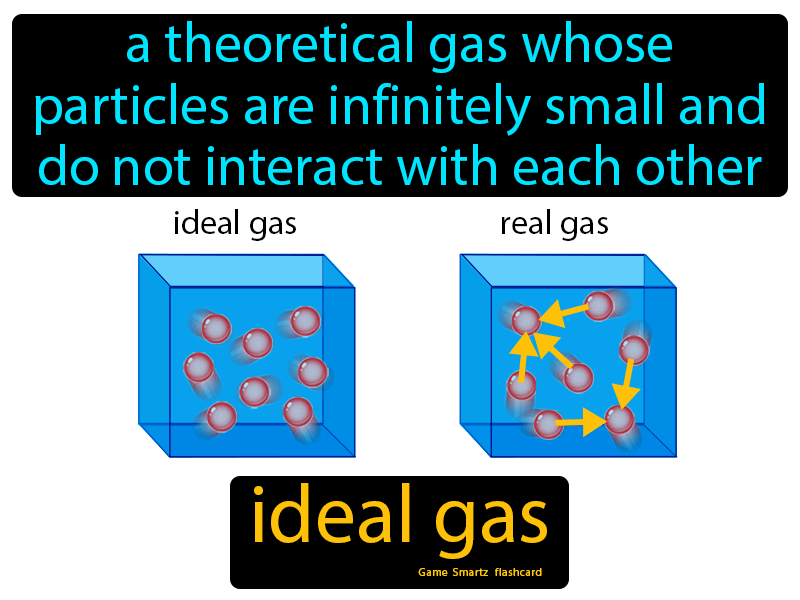 a theoretical gas whose
particles are infinitely small and
do not interact with each other
ideal gas
real gas
ideal gas
Game Smartz flashcard